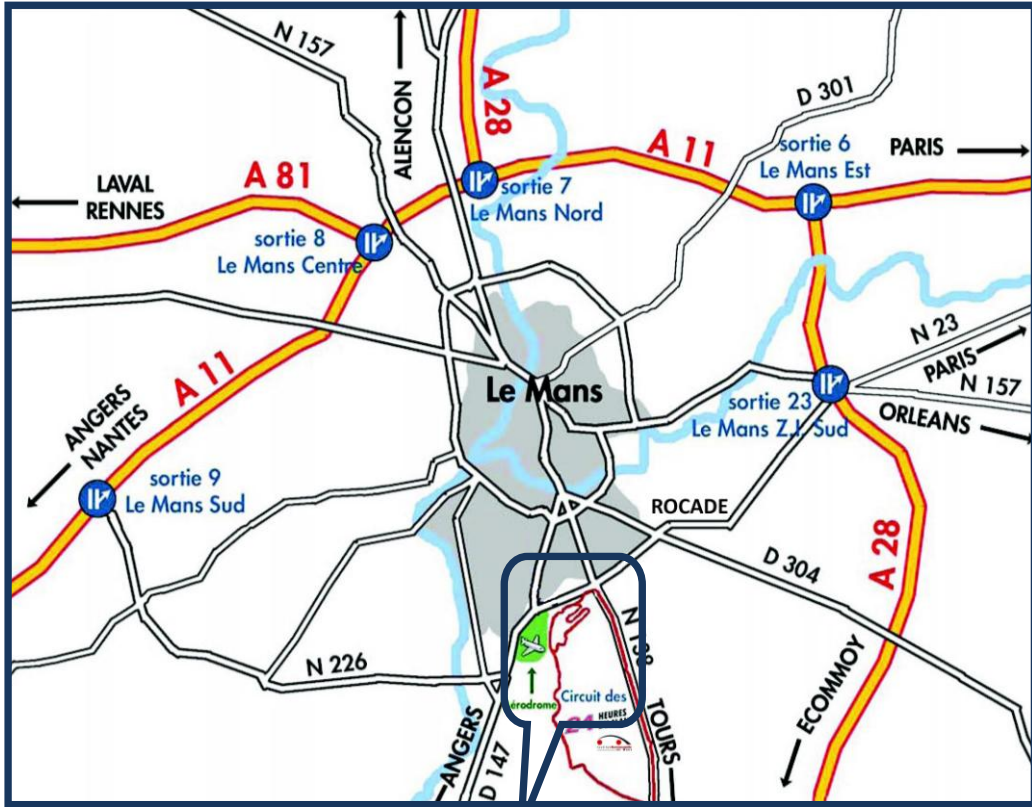 N 157
ALENCON
A 28
D 301
A 11
sortie 6
Le Mans Est
PARIS
LAVAL
RENNES
A 81
sortie 7
Le Mans Nord
sortie 8
Le Mans Centre
A 11
N 23
PARIS
N 157
ORLEANS
Le Mans
sortie 23
Le Mans Z.I. Sud
ANGERS
NANTES
sortie 9
Le Mans Sud
ROCADE
D 304
A 28
N 226
N 138
érodrome
Circuit des
24 HEURES
ANGERS
D 147
TOURS
ECOMMOY